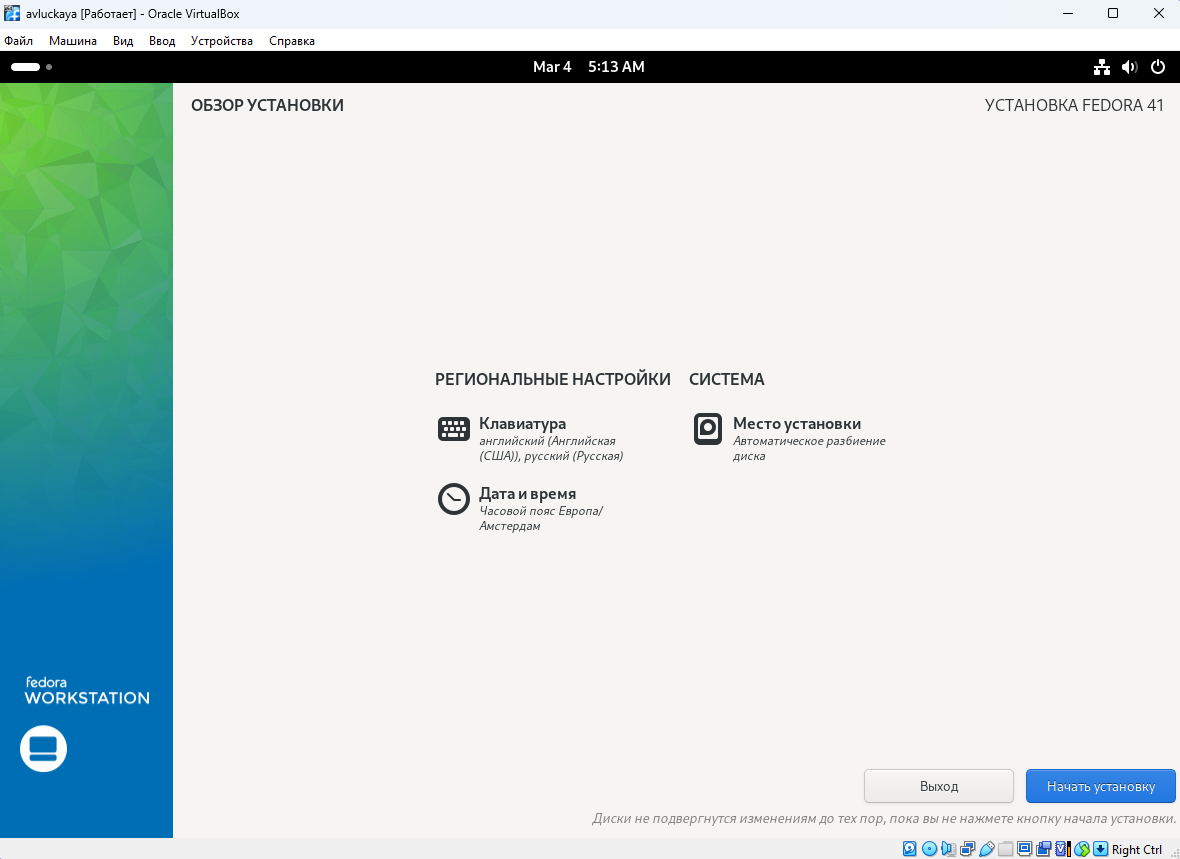 avluckaya [Работает] - Oracle VirtualBox
Файл Машина Вид Ввод Устройства Справка
Mar 4 5:13 AM
ОБЗОР УСТАНОВКИ
УСТАНОВКА FEDORA 41
РЕГИОНАЛЬНЫЕ НАСТРОЙКИ
Клавиатура
английский (Английская
(США)), русский (Русская)
Дата и время
Часовой пояс Европа/
Амстердам
СИСТЕМА
Место установки
Автоматическое разбиение
диска
fedora
WORKSTATION
Выход
Начать установку
Диски не подвергнутся изменениям до тех пор, пока вы не нажмете кнопку начала установки.
Right Ctrl